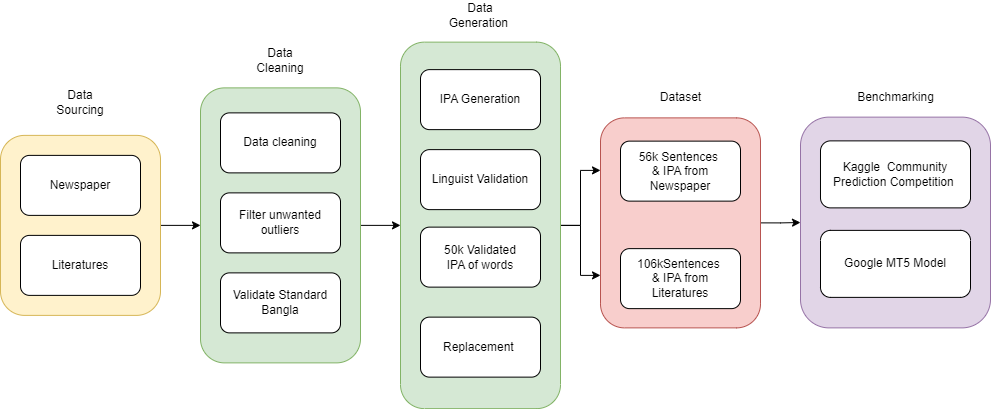 Data
Sourcing
Newspaper
Literatures
Data
Cleaning
Data cleaning
Filter unwanted
outliers
Validate Standard
Bangla
Data
Generation
IPA Generation
Linguist Validation
50k Validated
IPA of words
Replacement
Dataset
56k Sentences
& IPA from
Newspaper
106kSentences
& IPA from
Literatures
Benchmarking
Kaggle Community
Prediction Competition
Google MT5 Model